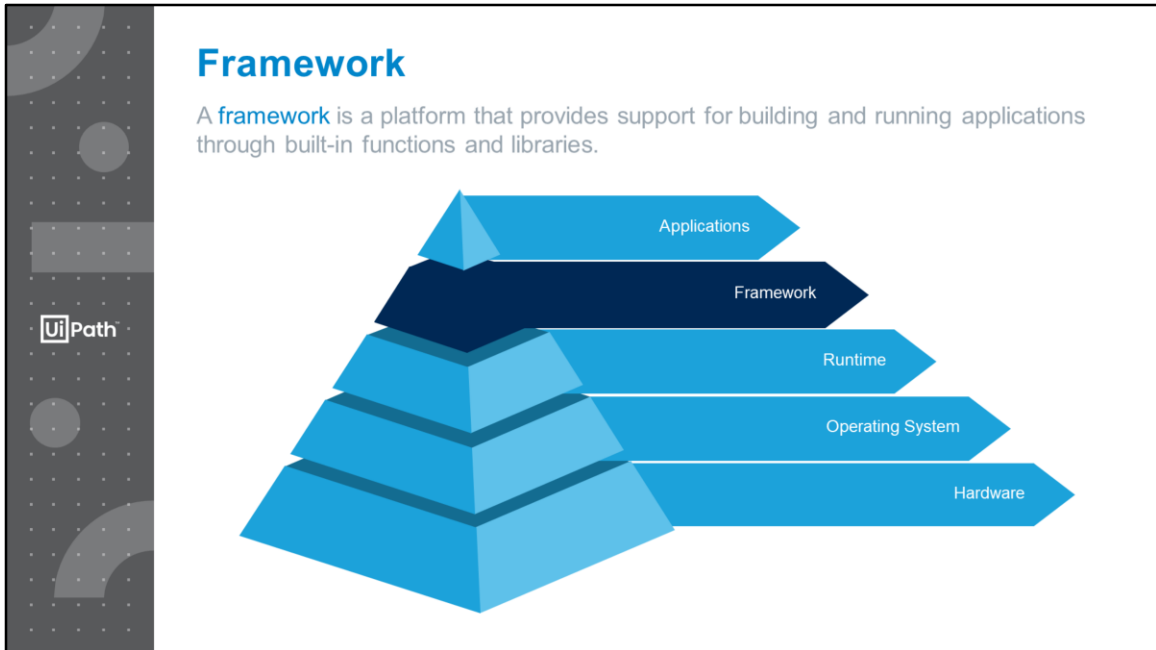 Framework
A framework is a platform that provides support for building and running applications
through built-in functions and libraries.
Applications
Framework
Runtime
UiPath™
Operating System
Hardware